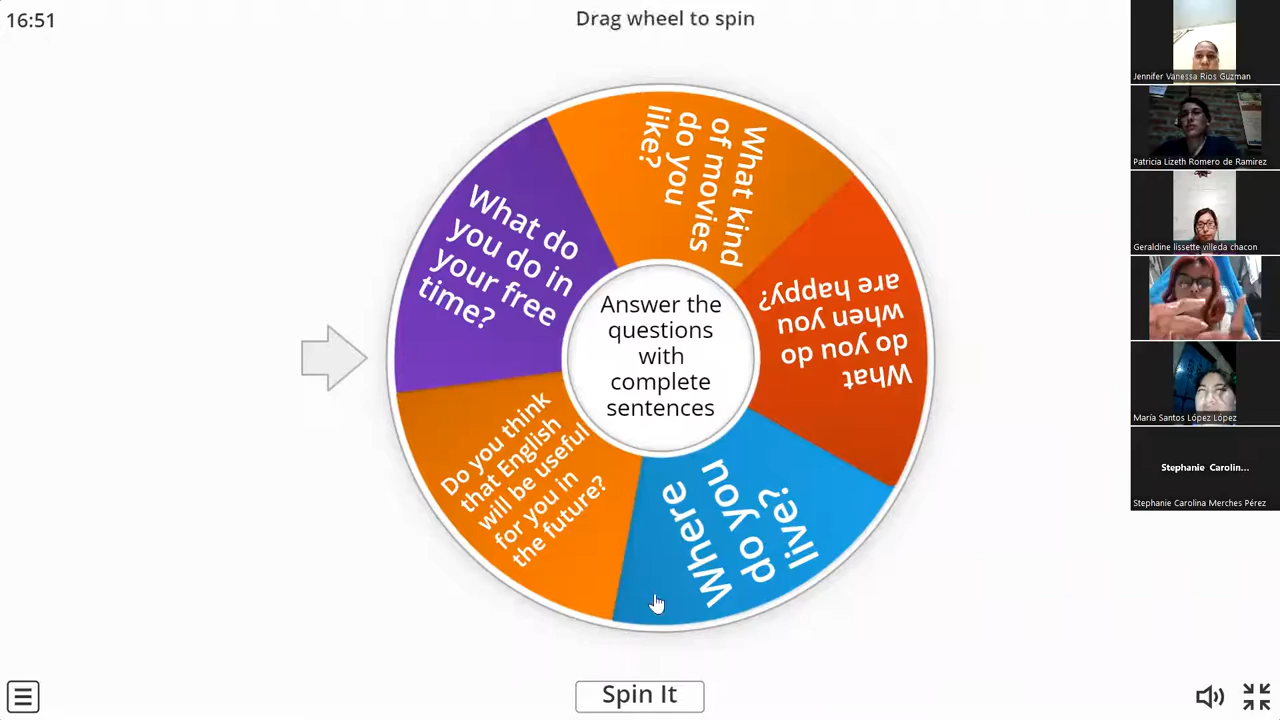 16:51
Drag wheel to spin
What kind
of movies
do you
like?
What do
you do in
your free
time?
What
do you do
when you
are happy?
Answer the
questions
with
complete
sentences
Do you think
that English
will be useful
for you in
the future?
Where
do you
live?
Spin It
Jennifer Vanessa Rios Guzman
Patricia Lizeth Romero de Ramirez
Geraldine lissette villeda chacon
María Santos López López
Stephanie Carolin...
Stephanie Carolina Merches Pérez